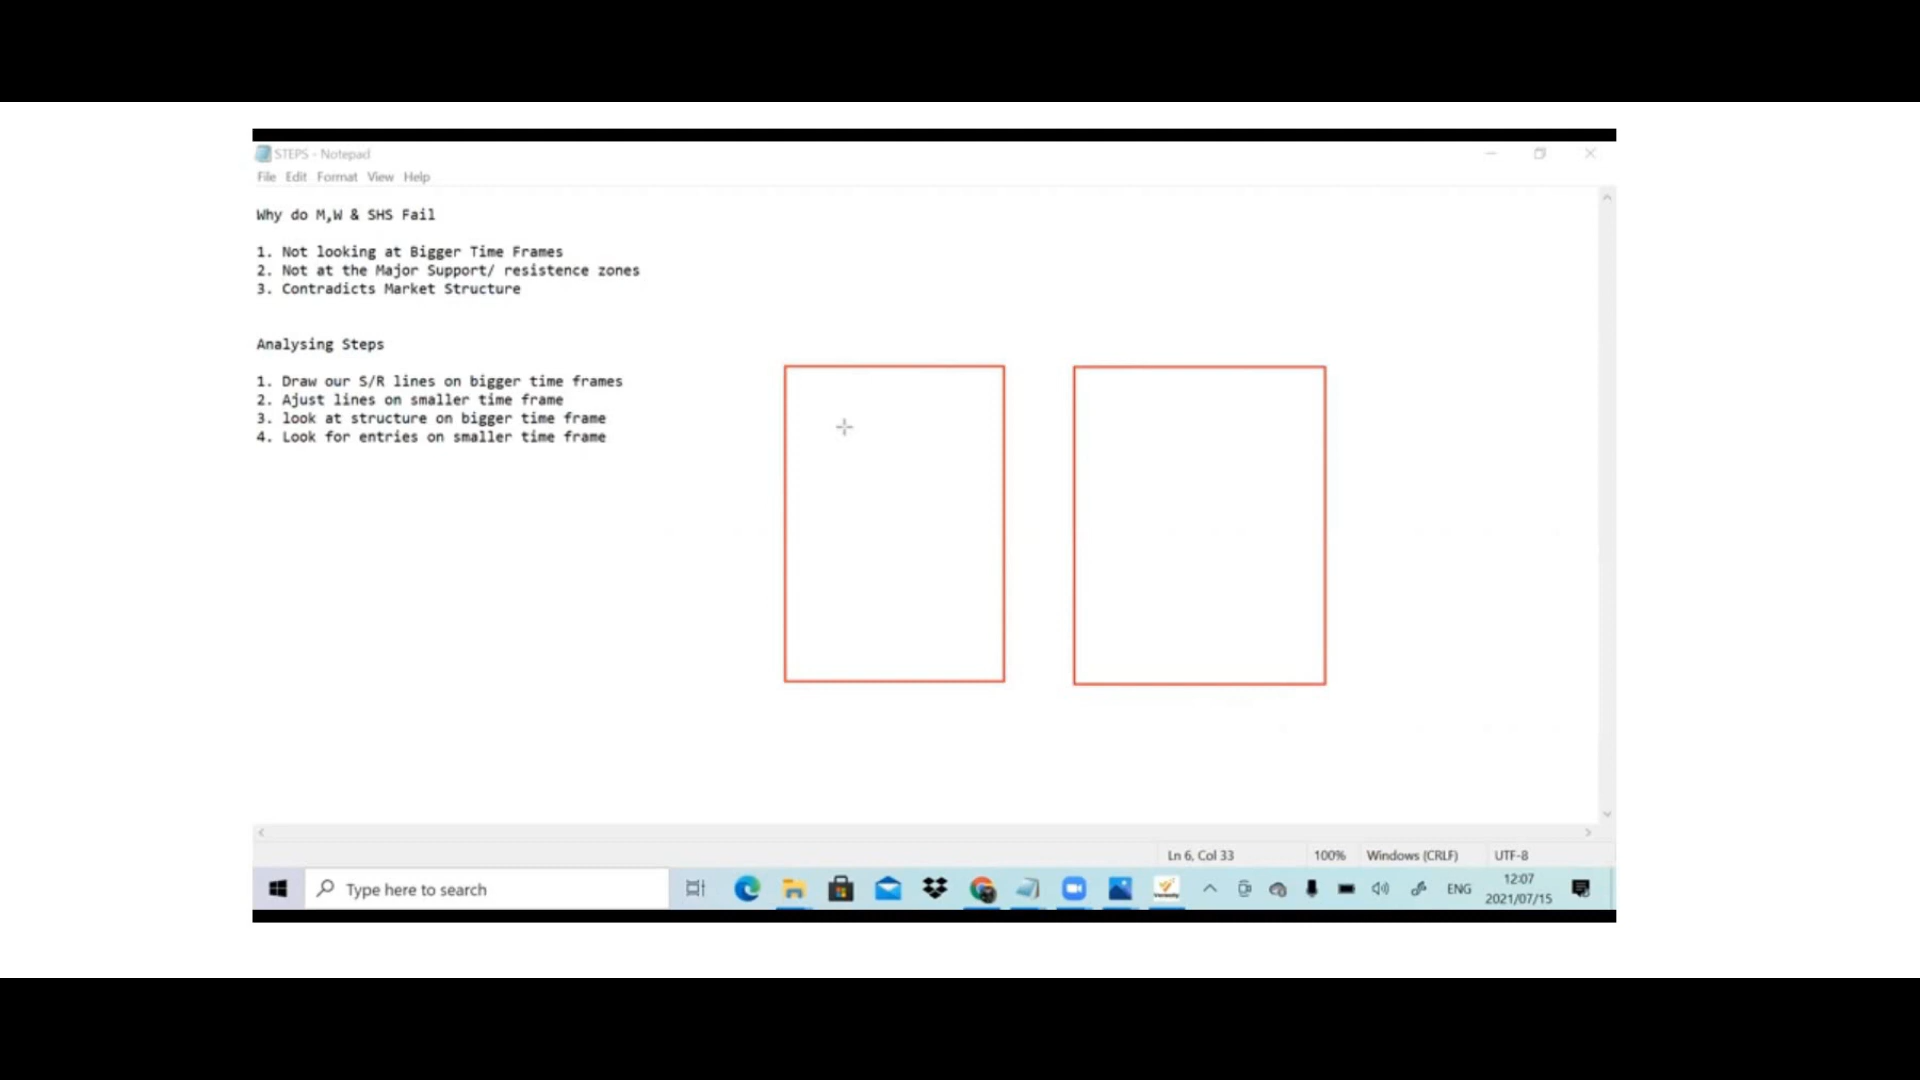 STEPS - Notepad
File Edit Format View Help
Why do M,W & SHS Fail
1. Not looking at Bigger Time Frames
2. Not at the Major Support/ resistence zones
3. Contradicts Market Structure
Analysing Steps
1. Draw our S/R lines on bigger time frames
2. Ajust lines on smaller time frame
3. look at structure on bigger time frame
4. Look for entries on smaller time frame
Ln 6, Col 33 100% Windows (CRLF) UTF-8
Type here to search
ENG
12:07
2021/07/15